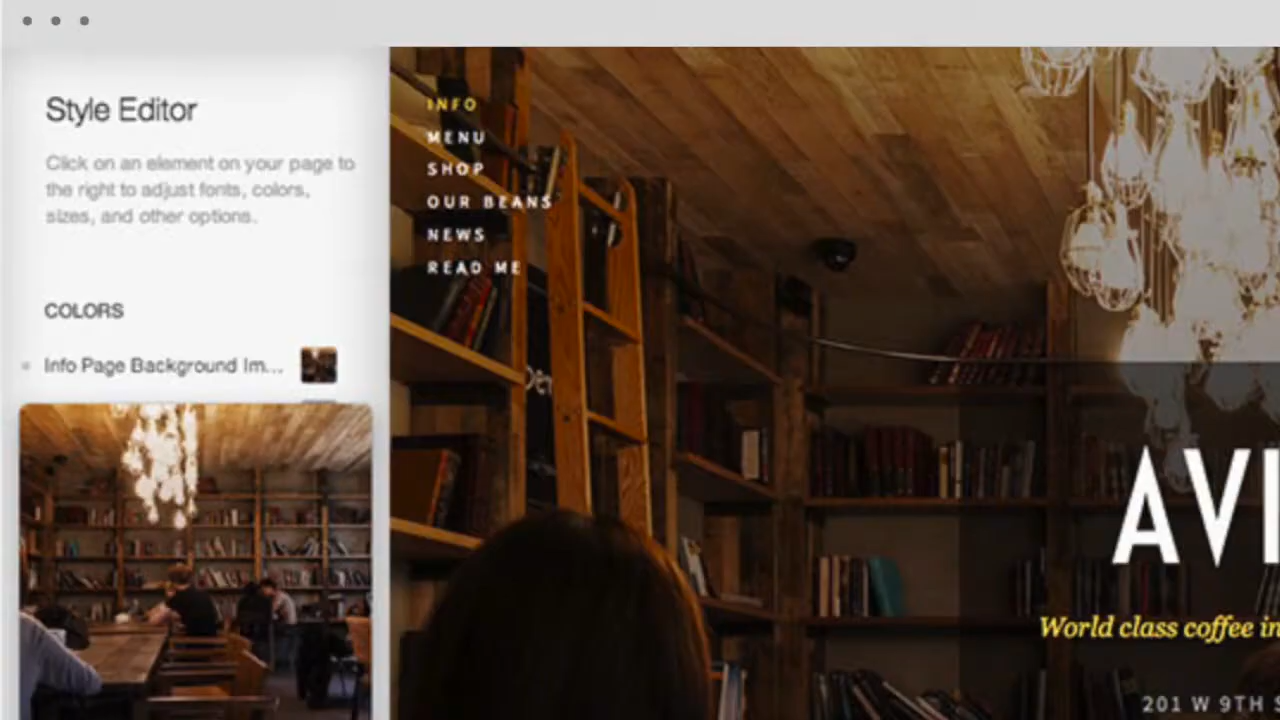 Style Editor
Click on an element on your page to
the right to adjust fonts, colors,
sizes, and other options.
COLORS
Info Page Background Im...
INFO
MENU
SHOP
OUR BEANS
NEWS
READ ME
AVI
World class coffee in
201 W 9TH S